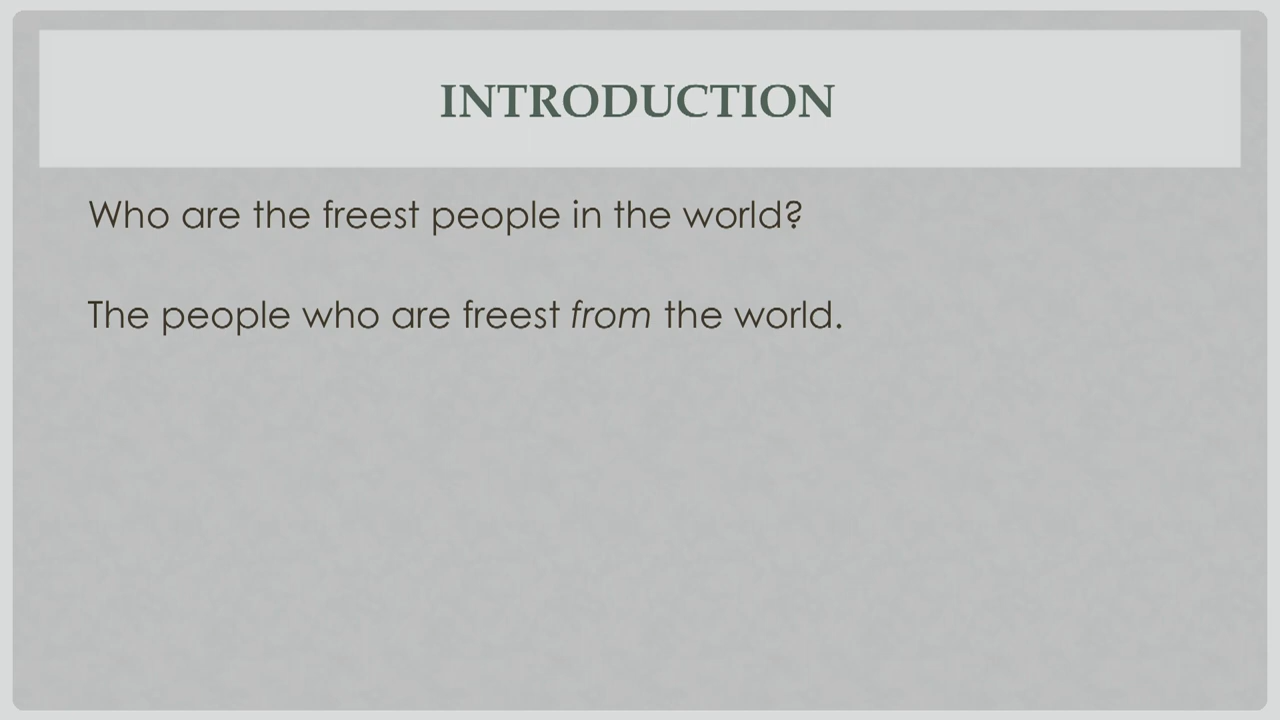 INTRODUCTION
Who are the freest people in the world?
The people who are freest from the world.